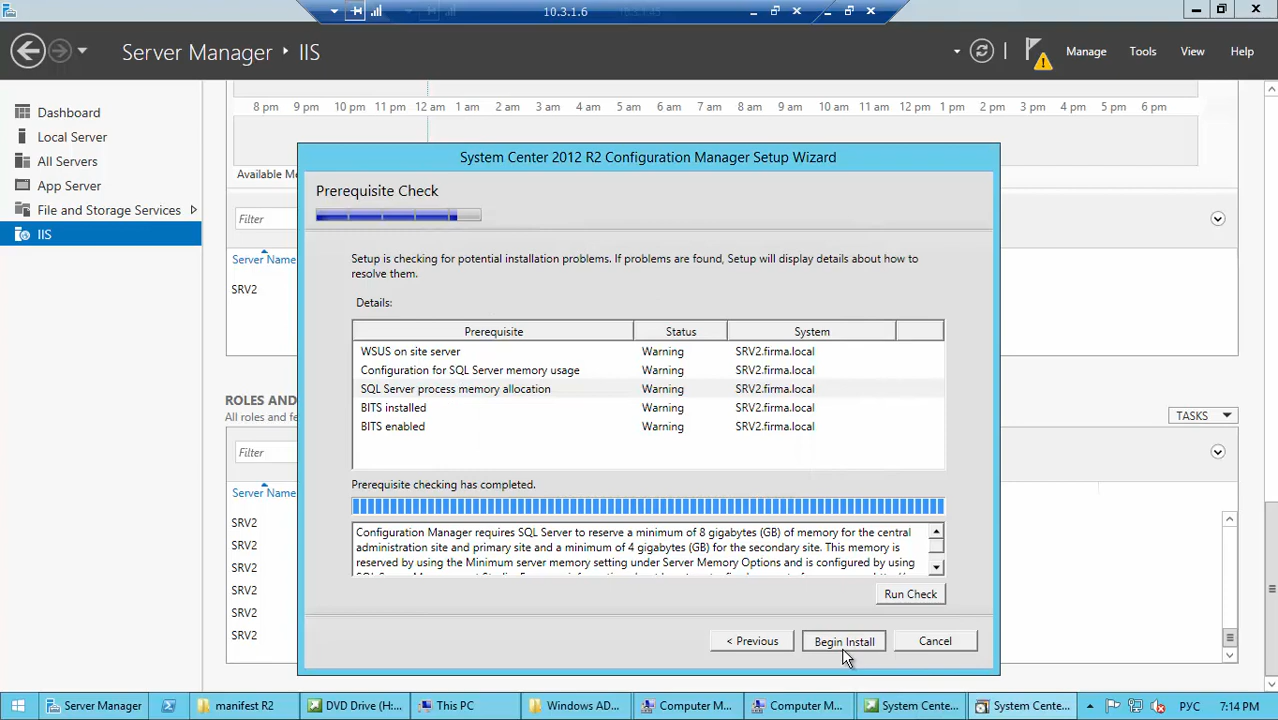 10.3.1.6
Server Manager
IIS
Manage
Tools
View
Help
Dashboard
Local Server
All Servers
App Server
File and Storage Services
IIS
8 pm 9 pm 10 pm 11 pm 12 am 1 am 2 am 3 am 4 am 5 am 6 am 7 am 8 am 9 am 10 am 11 am 12 pm 1 pm 2 pm 3 pm 4 pm 5 pm 6 pm
Available Me
Filter
Server Name
SRV2
ROLES AND
All roles and fe
TASKS
Filter
Server Name
SRV2
SRV2
SRV2
SRV2
SRV2
SRV2
System Center 2012 R2 Configuration Manager Setup Wizard
Prerequisite Check
Setup is checking for potential installation problems. If problems are found, Setup will display details about how to
resolve them.
Details:
Prerequisite Status System
WSUS on site server Warning SRV2.firma.local
Configuration for SQL Server memory usage Warning SRV2.firma.local
SQL Server process memory allocation Warning SRV2.firma.local
BITS installed Warning SRV2.firma.local
BITS enabled Warning SRV2.firma.local
Prerequisite checking has completed.
Configuration Manager requires SQL Server to reserve a minimum of 8 gigabytes (GB) of memory for the central
administration site and primary site and a minimum of 4 gigabytes (GB) for the secondary site. This memory is
reserved by using the Minimum server memory setting under Server Memory Options and is configured by using
Run Check
< Previous
Begin Install
Cancel
Server Manager
manifest R2
DVD Drive (H:...
This PC
Windows AD...
Computer M...
Computer M...
System Cente...
System Cente...
РУС
7:14 PM